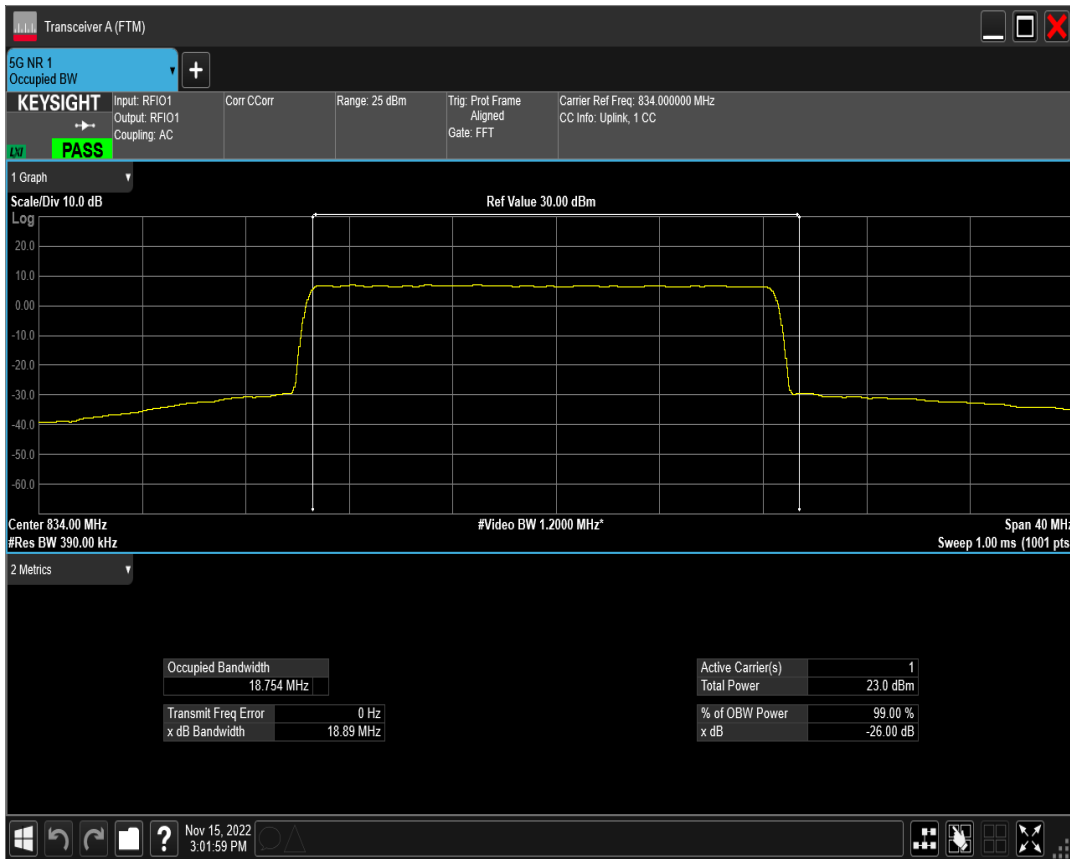 Transceiver A (FTM)
5G NR 1
Occupied BW
+
KEYSIGHT
LXI
PASS
Input: RFIO1
Output: RFIO1
Coupling: AC
Corr CCorr
Range: 25 dBm
Trig: Prot Frame
Aligned
Gate: FFT
Carrier Ref Freq: 834.000000 MHz
CC Info: Uplink, 1 CC
1 Graph
Scale/Div 10.0 dB
Ref Value 30.00 dBm
Log
20.0
10.0
0.00
-10.0
-20.0
-30.0
-40.0
-50.0
-60.0
Center 834.00 MHz
#Video BW 1.2000 MHz*
Span 40 MHz
#Res BW 390.00 kHz
Sweep 1.00 ms (1001 pts
2 Metrics
Occupied Bandwidth
18.754 MHz
Transmit Freq Error 0 Hz
x dB Bandwidth 18.89 MHz
Active Carrier(s) 1
Total Power 23.0 dBm
% of OBW Power 99.00 %
x dB -26.00 dB
?
Nov 15, 2022
3:01:59 PM